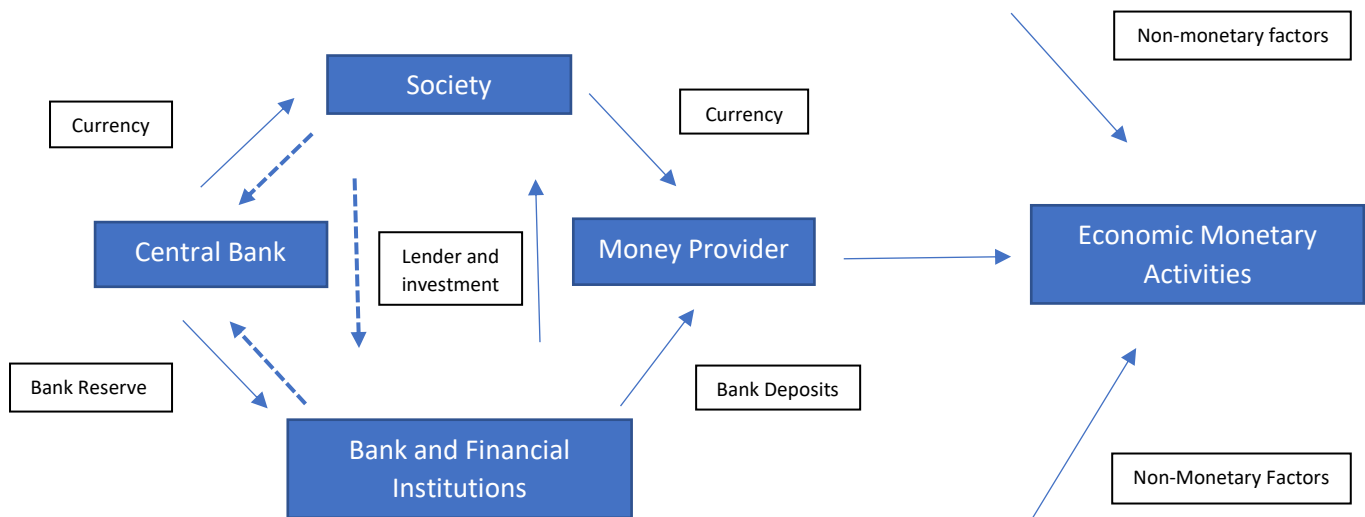 Non-monetary factors
Society
Currency
Currency
Central Bank
Lender and
investment
Money Provider
Economic Monetary
Activities
Bank Reserve
Bank Deposits
Bank and Financial
Institutions
Non-Monetary Factors